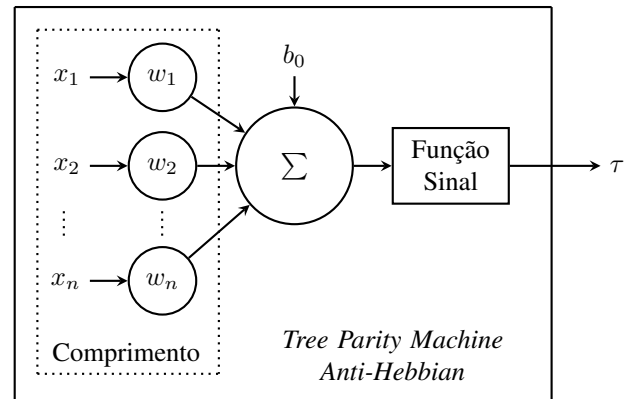 b₀
x₁ w₁
x₂ w₂
∑
Função
Sinal
τ
⋮ ⋮
xₙ wₙ
Comprimento
Tree Parity Machine
Anti-Hebbian